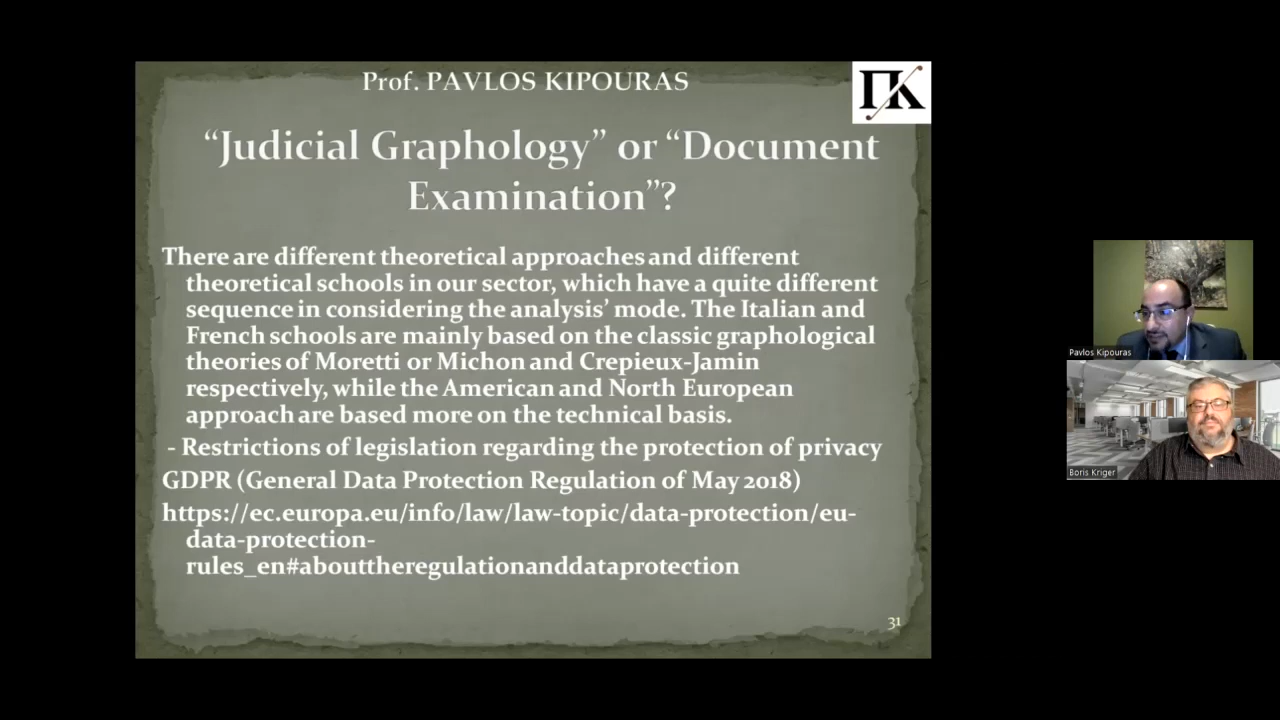 Prof. PAVLOS KIPOURAS
ΠΚ
“Judicial Graphology” or “Document
Examination”?
There are different theoretical approaches and different
theoretical schools in our sector, which have a quite different
sequence in considering the analysis’ mode. The Italian and
French schools are mainly based on the classic graphological
theories of Moretti or Michon and Crepieux-Jamin
respectively, while the American and North European
approach are based more on the technical basis.
- Restrictions of legislation regarding the protection of privacy
GDPR (General Data Protection Regulation of May 2018)
https://ec.europa.eu/info/law/law-topic/data-protection/eu-
data-protection-
rules_en#abouttheregulationanddataprotection
31
Pavlos Kipouras
Boris Kriger